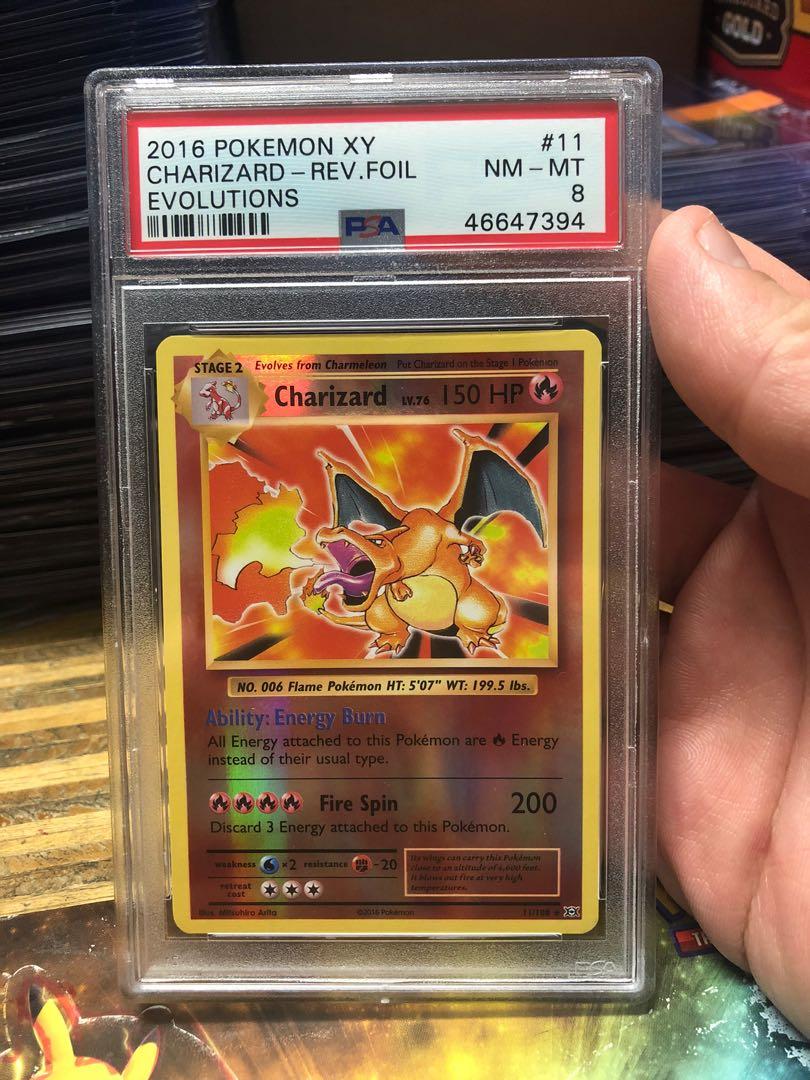 GOLD
2016 POKEMON XY #11
CHARIZARD – REV.FOIL NM – MT
EVOLUTIONS 8
PSA 46647394
STAGE 2 Evolves from Charmeleon Put Charizard on the Stage 1 Pokémon
Charizard LV.76 150 HP
NO. 006 Flame Pokémon HT: 5'07" WT: 199.5 lbs.
Ability: Energy Burn
All Energy attached to this Pokémon are Energy
instead of their usual type.
Fire Spin 200
Discard 3 Energy attached to this Pokémon.
weakness ×2 resistance -20
retreat
cost
Its wings can carry this Pokémon
close to an altitude of 4,600 feet.
It blows out fire at very high
temperatures.
Illus. Mitsuhiro Arita ©2016 Pokémon 11/108 ★
PSA